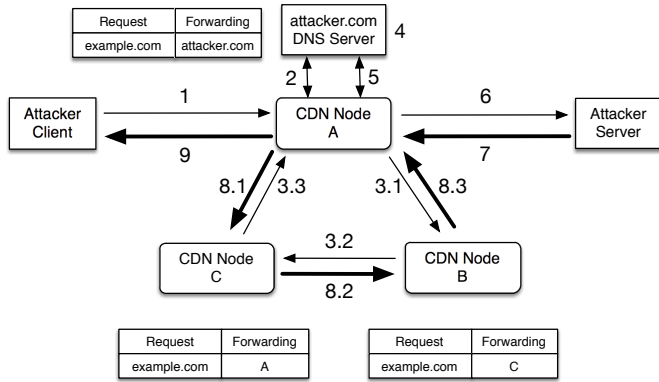 Request Forwarding
example.com attacker.com
attacker.com
DNS Server
4
2
5
Attacker
Client
1
9
CDN Node
A
6
7
Attacker
Server
8.1
3.3
3.1
8.3
CDN Node
C
3.2
8.2
CDN Node
B
Request Forwarding
example.com A
Request Forwarding
example.com C